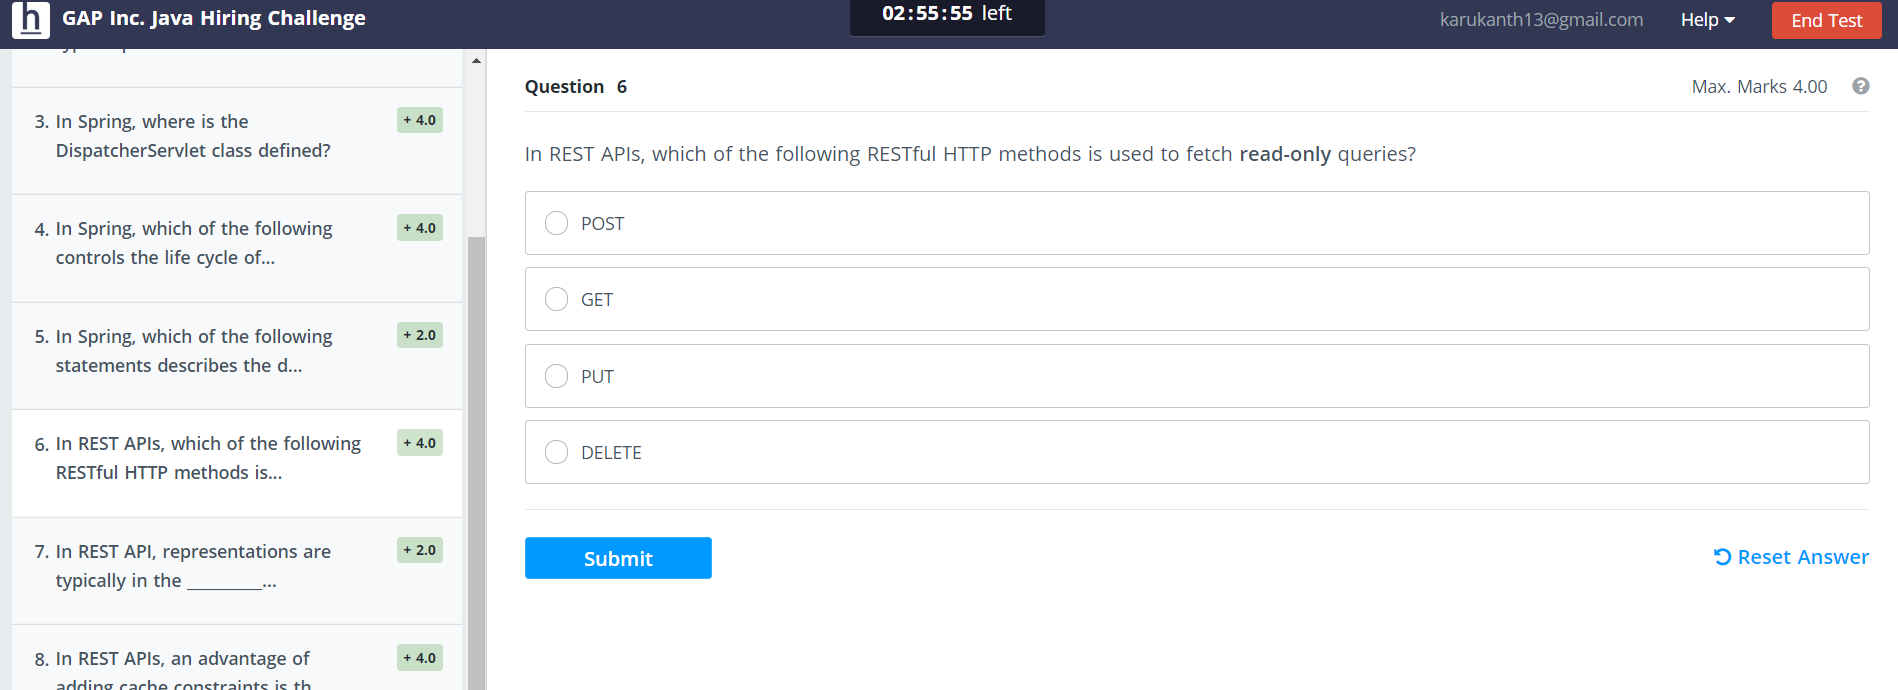 h GAP Inc. Java Hiring Challenge
02:55:55 left
karukanth13@gmail.com
Help
End Test
3. In Spring, where is the
DispatcherServlet class defined?
+ 4.0
4. In Spring, which of the following
controls the life cycle of...
+ 4.0
5. In Spring, which of the following
statements describes the d...
+ 2.0
6. In REST APIs, which of the following
RESTful HTTP methods is...
+ 4.0
7. In REST API, representations are
typically in the _________...
+ 2.0
8. In REST APIs, an advantage of
adding cache constraints is th
+ 4.0
Question 6
Max. Marks 4.00
?
In REST APIs, which of the following RESTful HTTP methods is used to fetch read-only queries?
POST
GET
PUT
DELETE
Submit
Reset Answer